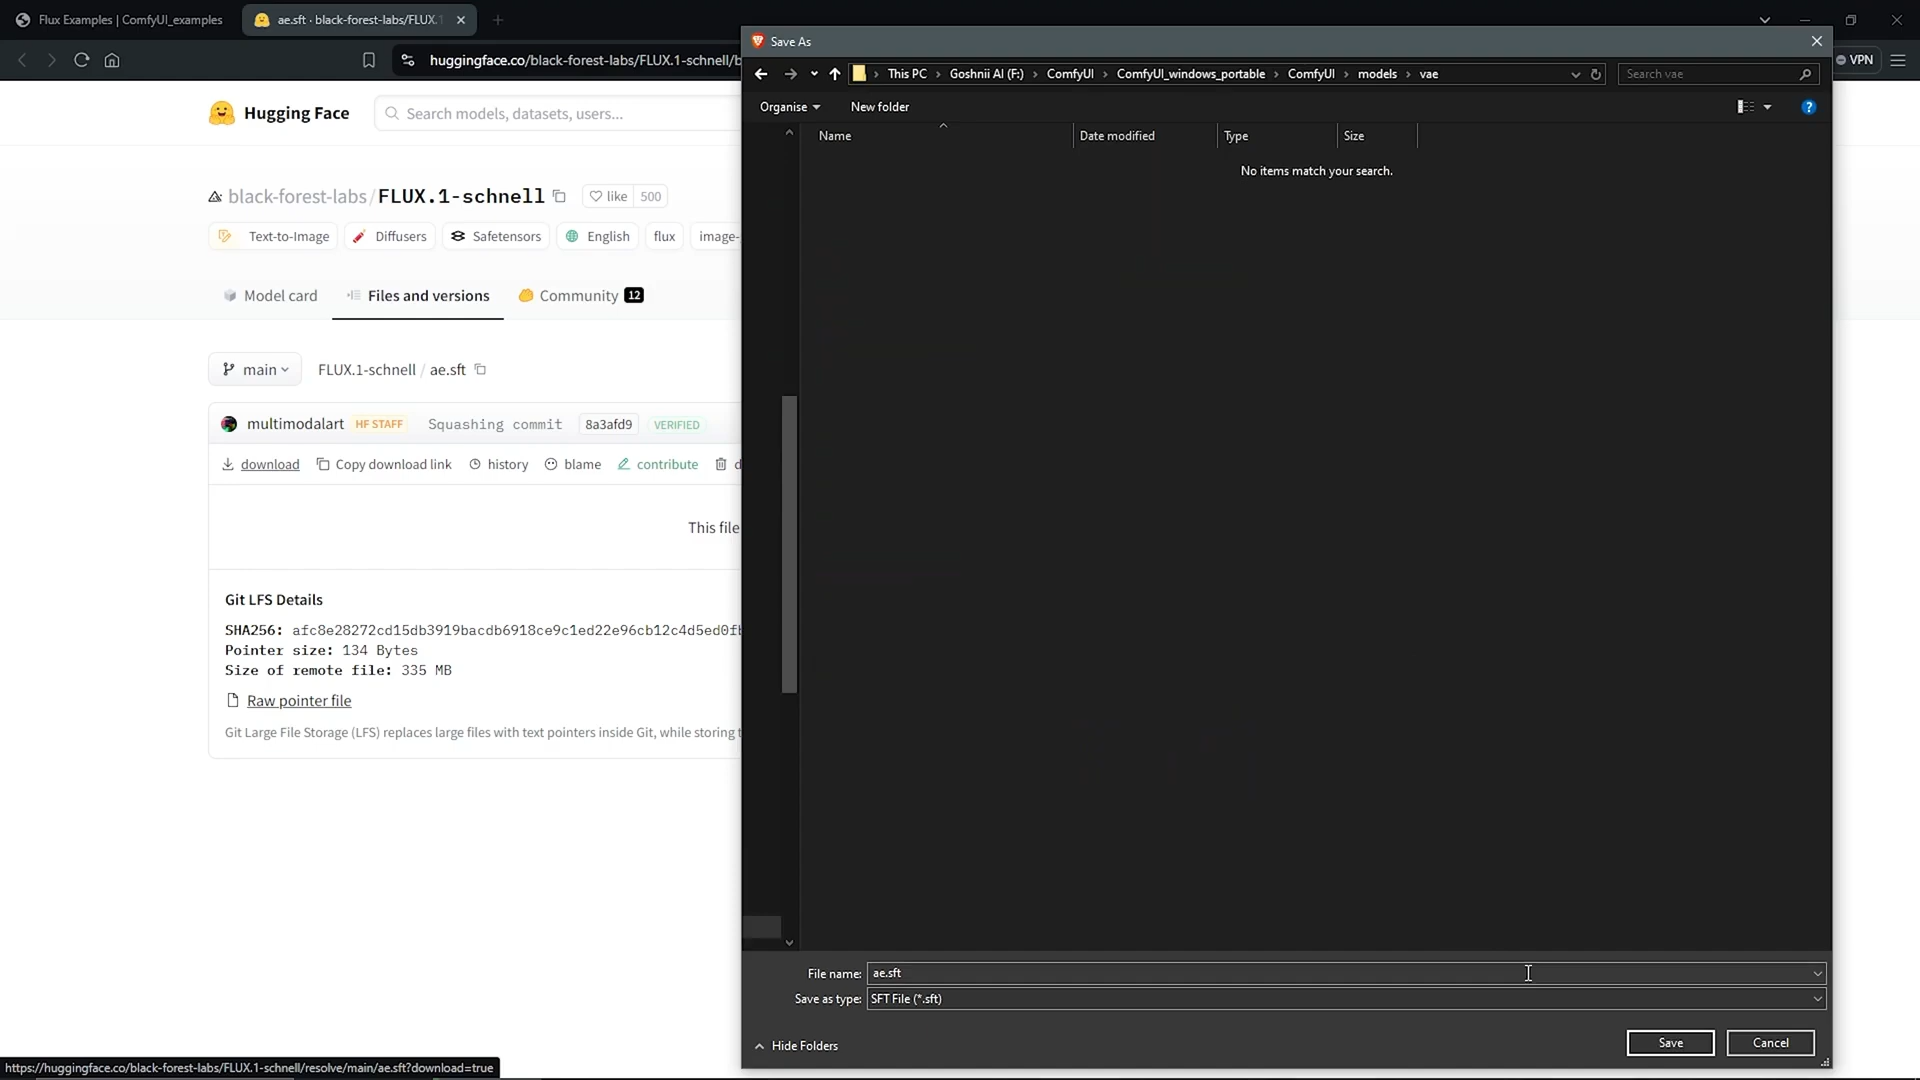 Flux Examples | ComfyUI_examples
ae.sft · black-forest-labs/FLUX.1
huggingface.co/black-forest-labs/FLUX.1-schnell/b
VPN
Hugging Face
Search models, datasets, users...
black-forest-labs/FLUX.1-schnell
like 500
Text-to-Image
Diffusers
Safetensors
English
flux
image-
Model card
Files and versions
Community 12
main
FLUX.1-schnell / ae.sft
multimodalart HF STAFF Squashing commit 8a3afd9 VERIFIED
download Copy download link history blame contribute d
This file
Git LFS Details
SHA256: afc8e28272cd15db3919bacdb6918ce9c1ed22e96cb12c4d5ed0fb
Pointer size: 134 Bytes
Size of remote file: 335 MB
Raw pointer file
Git Large File Storage (LFS) replaces large files with text pointers inside Git, while storing t
https://huggingface.co/black-forest-labs/FLUX.1-schnell/resolve/main/ae.sft?download=true
Save As
This PC › Goshnii AI (F:) › ComfyUI › ComfyUI_windows_portable › ComfyUI › models › vae
Search vae
Organise
New folder
Name
Date modified
Type
Size
No items match your search.
File name: ae.sft
Save as type: SFT File (*.sft)
Hide Folders
Save
Cancel